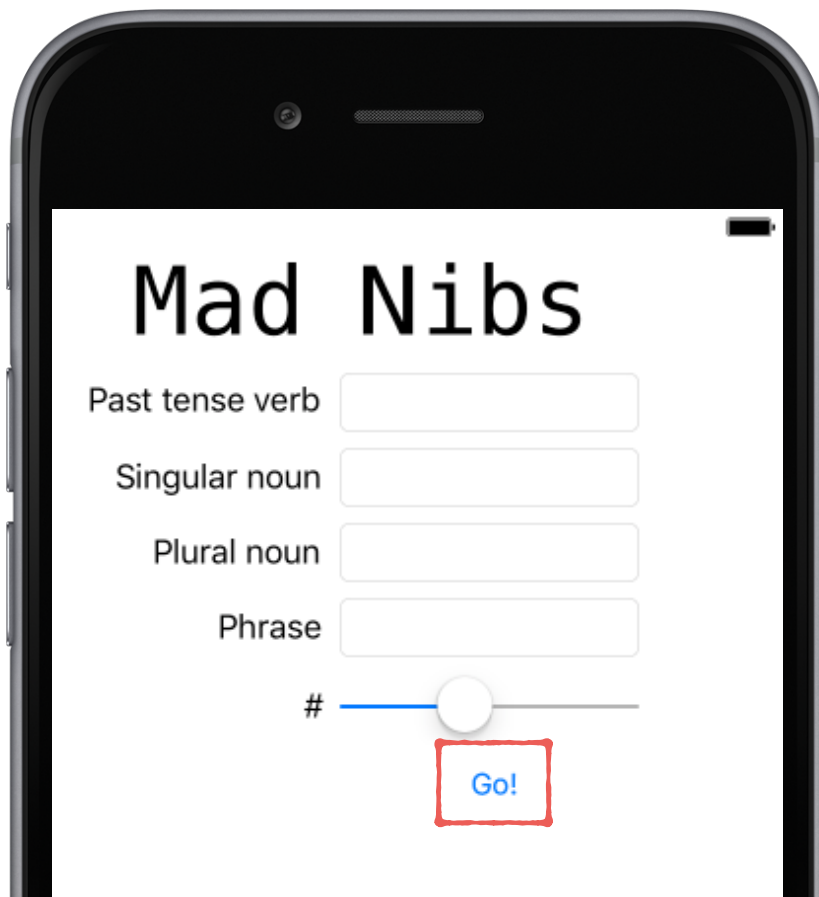 Mad Nibs
Past tense verb
Singular noun
Plural noun
Phrase
#
Go!